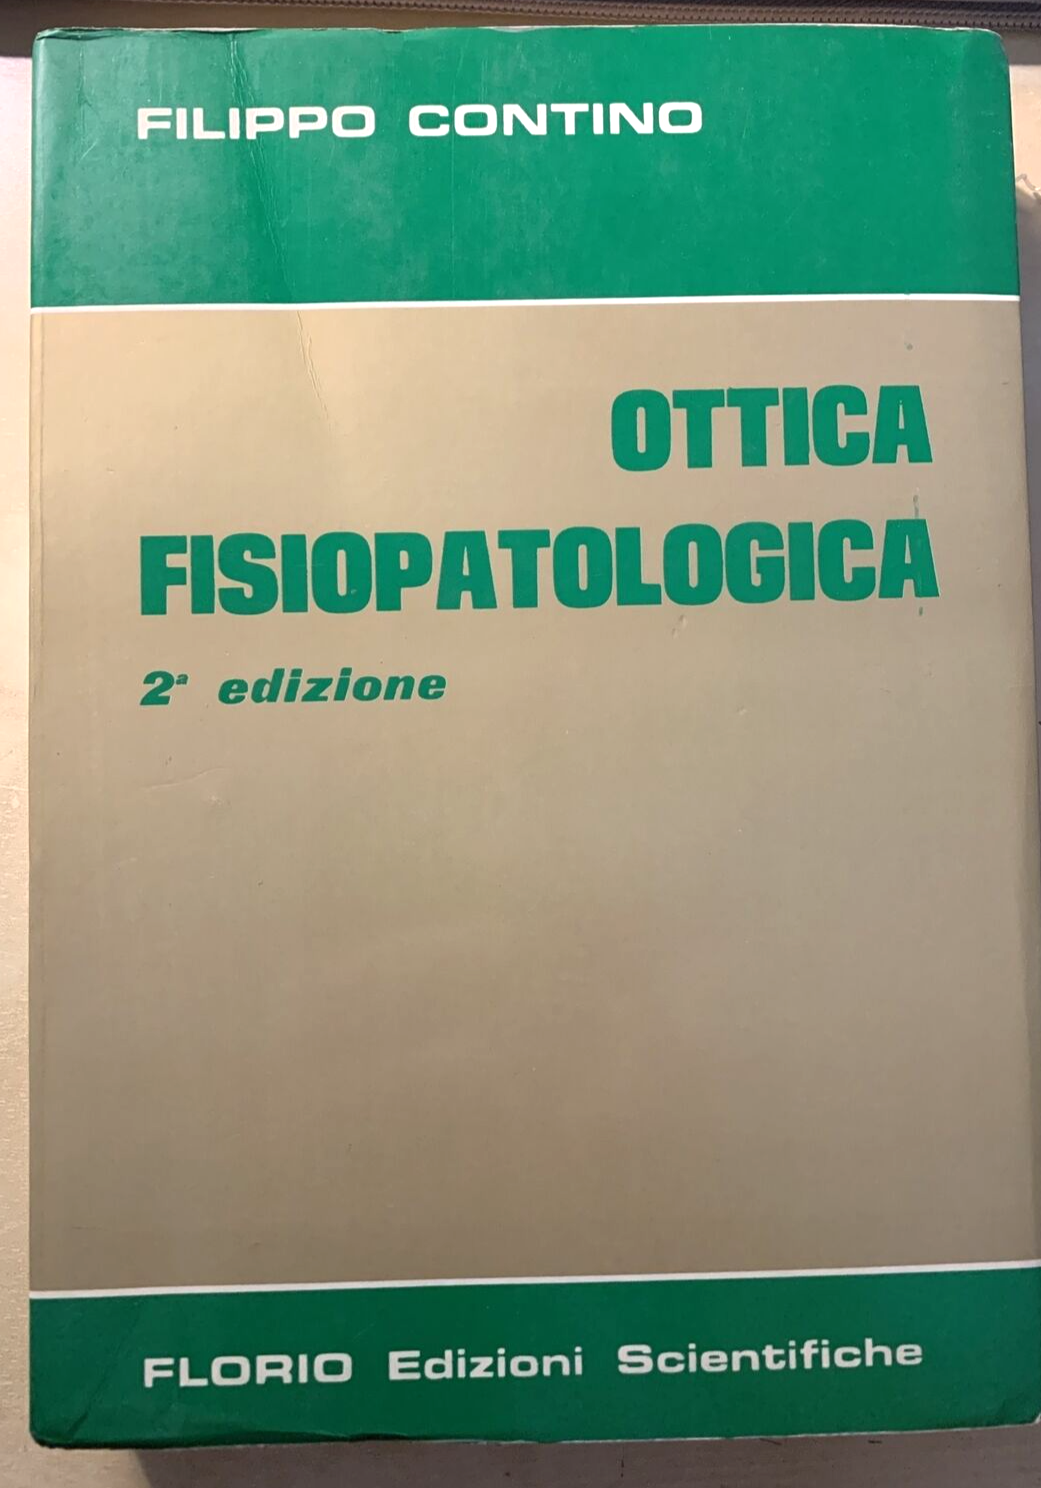 FILIPPO CONTINO
OTTICA
FISIOPATOLOGICA
2ª edizione
FLORIO Edizioni Scientifiche